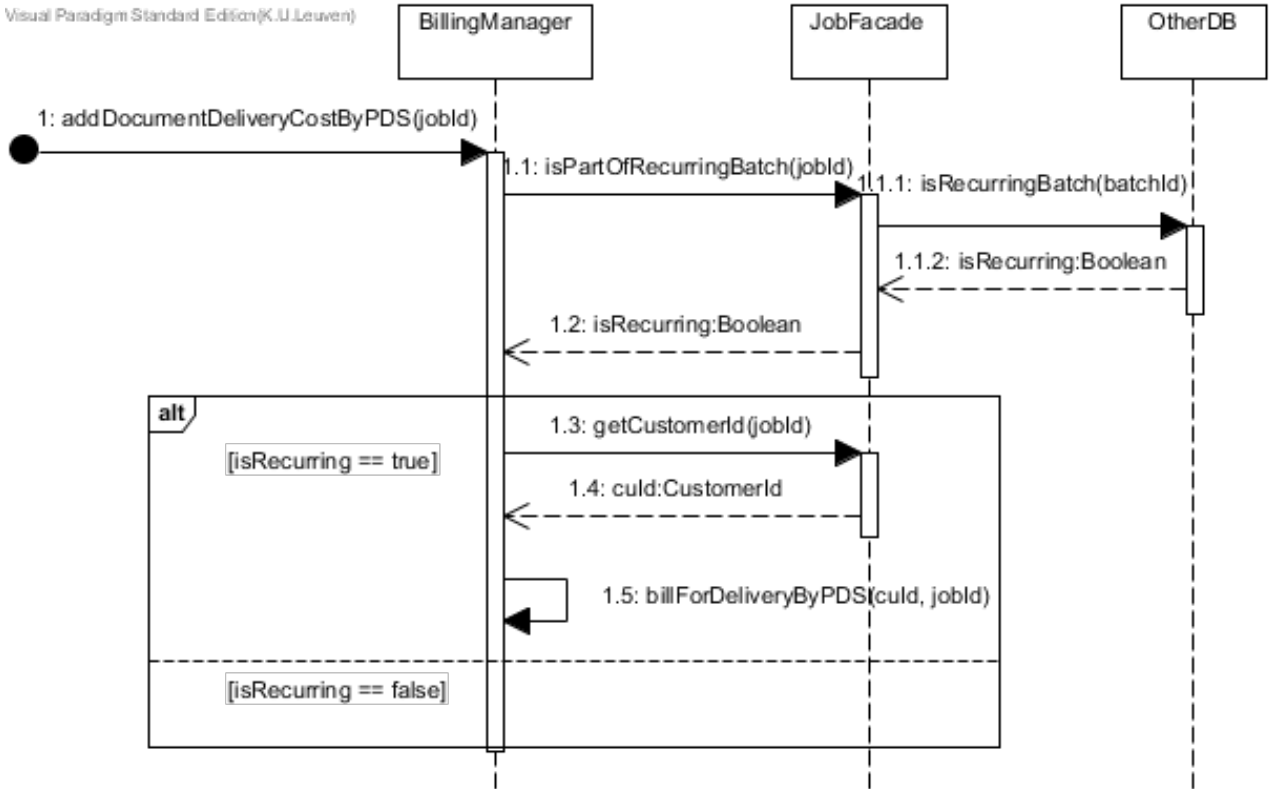 Visual Paradigm Standard Edition(K.U.Leuven)
BillingManager
JobFacade
OtherDB
1: addDocumentDeliveryCostByPDS(jobId)
1.1: isPartOfRecurringBatch(jobId)
1.1.1: isRecurringBatch(batchId)
1.1.2: isRecurring:Boolean
1.2: isRecurring:Boolean
alt
1.3: getCustomerId(jobId)
[isRecurring == true]
1.4: cuId:CustomerId
1.5: billForDeliveryByPDS(cuId, jobId)
[isRecurring == false]